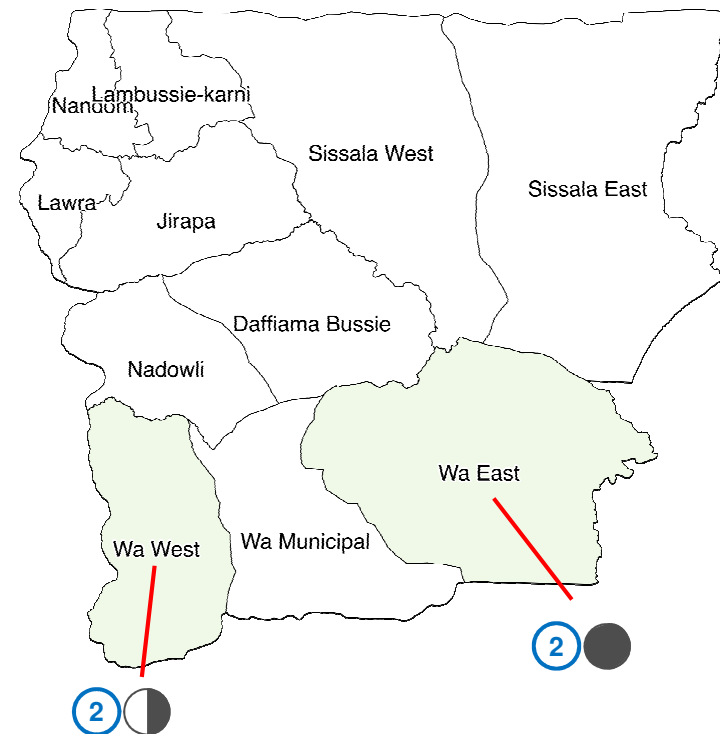 Lambussie-karni
Nandom
Sissala West
Sissala East
Lawra
Jirapa
Daffiama Bussie
Nadowli
Wa East
Wa Municipal
Wa West
2
2